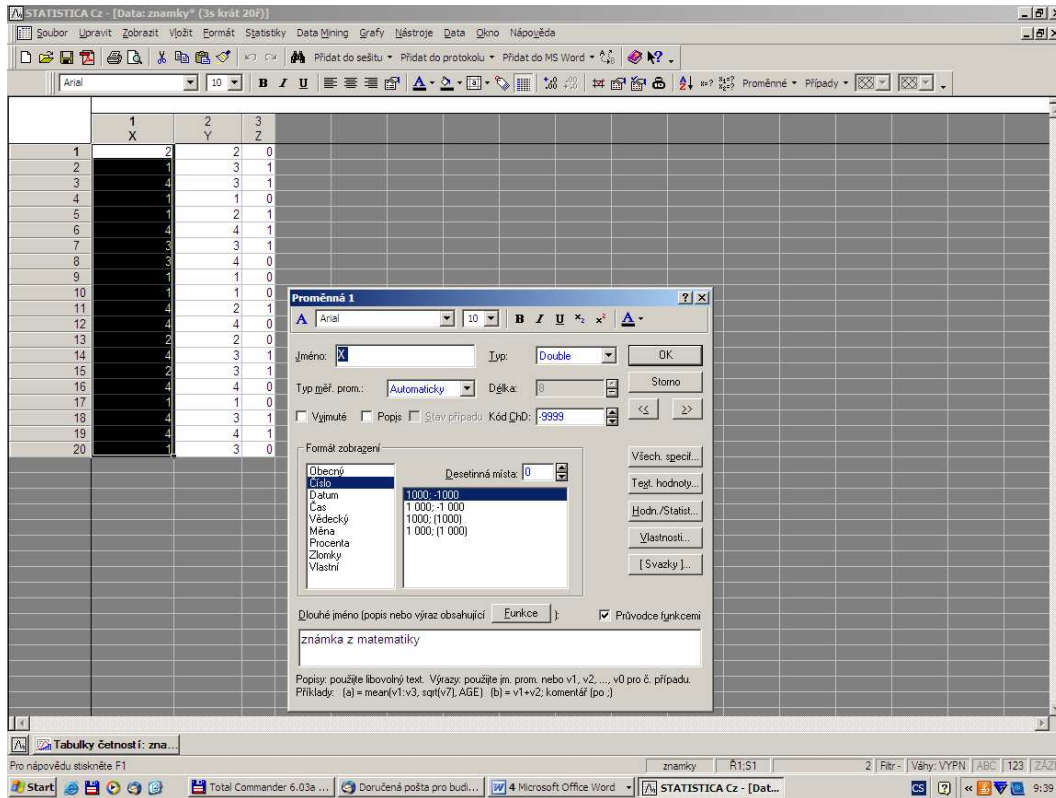 STATISTICA Cz - [Data: znamky* (3s krát 20ř)]
Soubor Upravit Zobrazit Vložit Formát Statistiky Data Mining Grafy Nástroje Data Okno Nápověda
Přidat do sešitu Přidat do protokolu Přidat do MS Word
Arial 10 B I U Proměnné Případy
1 2 3
X Y Z
1 2 2 0
2 1 3 1
3 4 3 1
4 1 1 0
5 1 2 1
6 4 4 1
7 3 3 1
8 3 4 0
9 1 1 0
10 1 1 0
11 4 2 1
12 4 4 0
13 2 2 0
14 4 3 1
15 2 3 1
16 4 4 0
17 1 1 0
18 4 3 1
19 4 4 1
20 1 3 0
Proměnná 1
A Arial 10 B I U x₂ x² A
Jméno: X Typ: Double OK
Typ měř. prom.: Automaticky Délka: 8 Storno
Vyjmuté Popis Stav případu Kód ChD: -9999 << >>
Formát zobrazení
Obecný
Číslo
Datum
Čas
Vědecký
Měna
Procenta
Zlomky
Vlastní
Desetinná místa: 0
1000; -1000
1 000; -1 000
1000; (1000)
1 000; (1 000)
Všech. specif...
Text. hodnoty...
Hodn./Statist...
Vlastnosti...
[ Svazky ]...
Dlouhé jméno (popis nebo výraz obsahující Funkce ): Průvodce funkcemi
známka z matematiky
Popisy: použijte libovolný text. Výrazy: použijte jm. prom. nebo v1, v2, ..., v0 pro č. případu.
Příklady: (a) = mean(v1:v3, sqrt(v7), AGE) (b) = v1+v2; komentář (po ;)
Tabulky četností: zna...
Pro nápovědu stiskněte F1 znamky Ř1;S1 2 Filtr - Váhy: VYPN ABC 123 ZÁZ
Start Total Commander 6.03a ... Doručená pošta pro budi... 4 Microsoft Office Word STATISTICA Cz - [Dat... CS 9:39